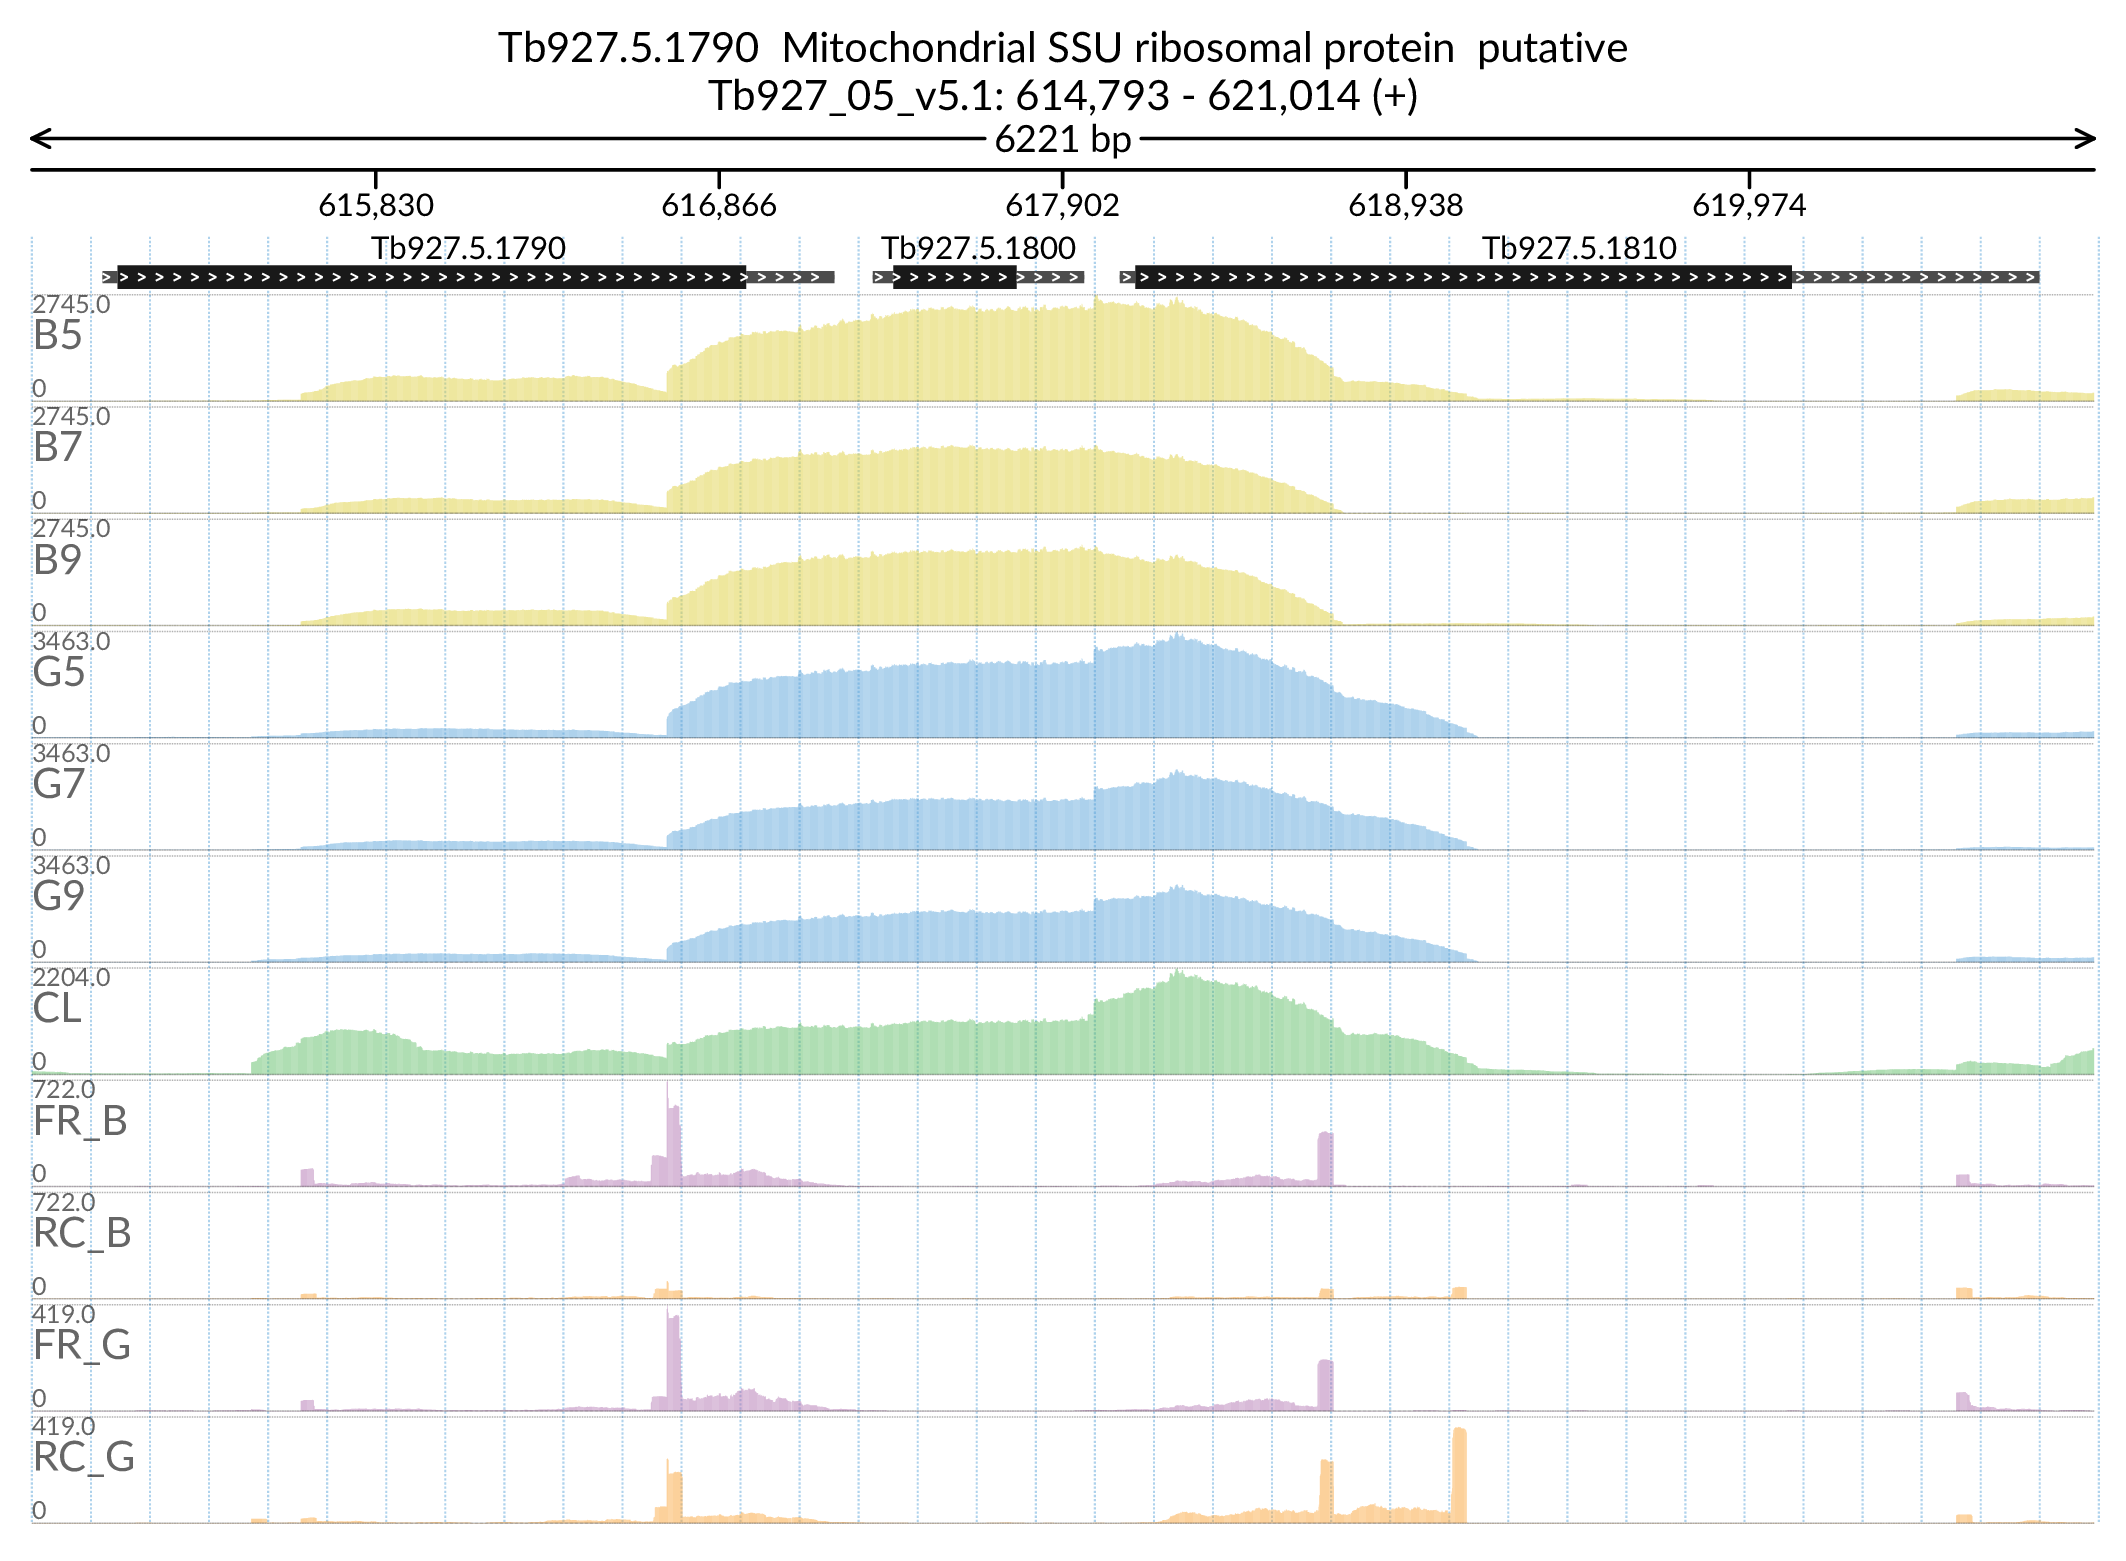 Tb927.5.1790  Mitochondrial SSU ribosomal protein  putative
Tb927_05_v5.1: 614,793 - 621,014 (+)
6221 bp
615,830 616,866 617,902 618,938 619,974
Tb927.5.1790 Tb927.5.1800 Tb927.5.1810
2745.0
B5
0
2745.0
B7
0
2745.0
B9
0
3463.0
G5
0
3463.0
G7
0
3463.0
G9
0
2204.0
CL
0
722.0
FR_B
0
722.0
RC_B
0
419.0
FR_G
0
419.0
RC_G
0